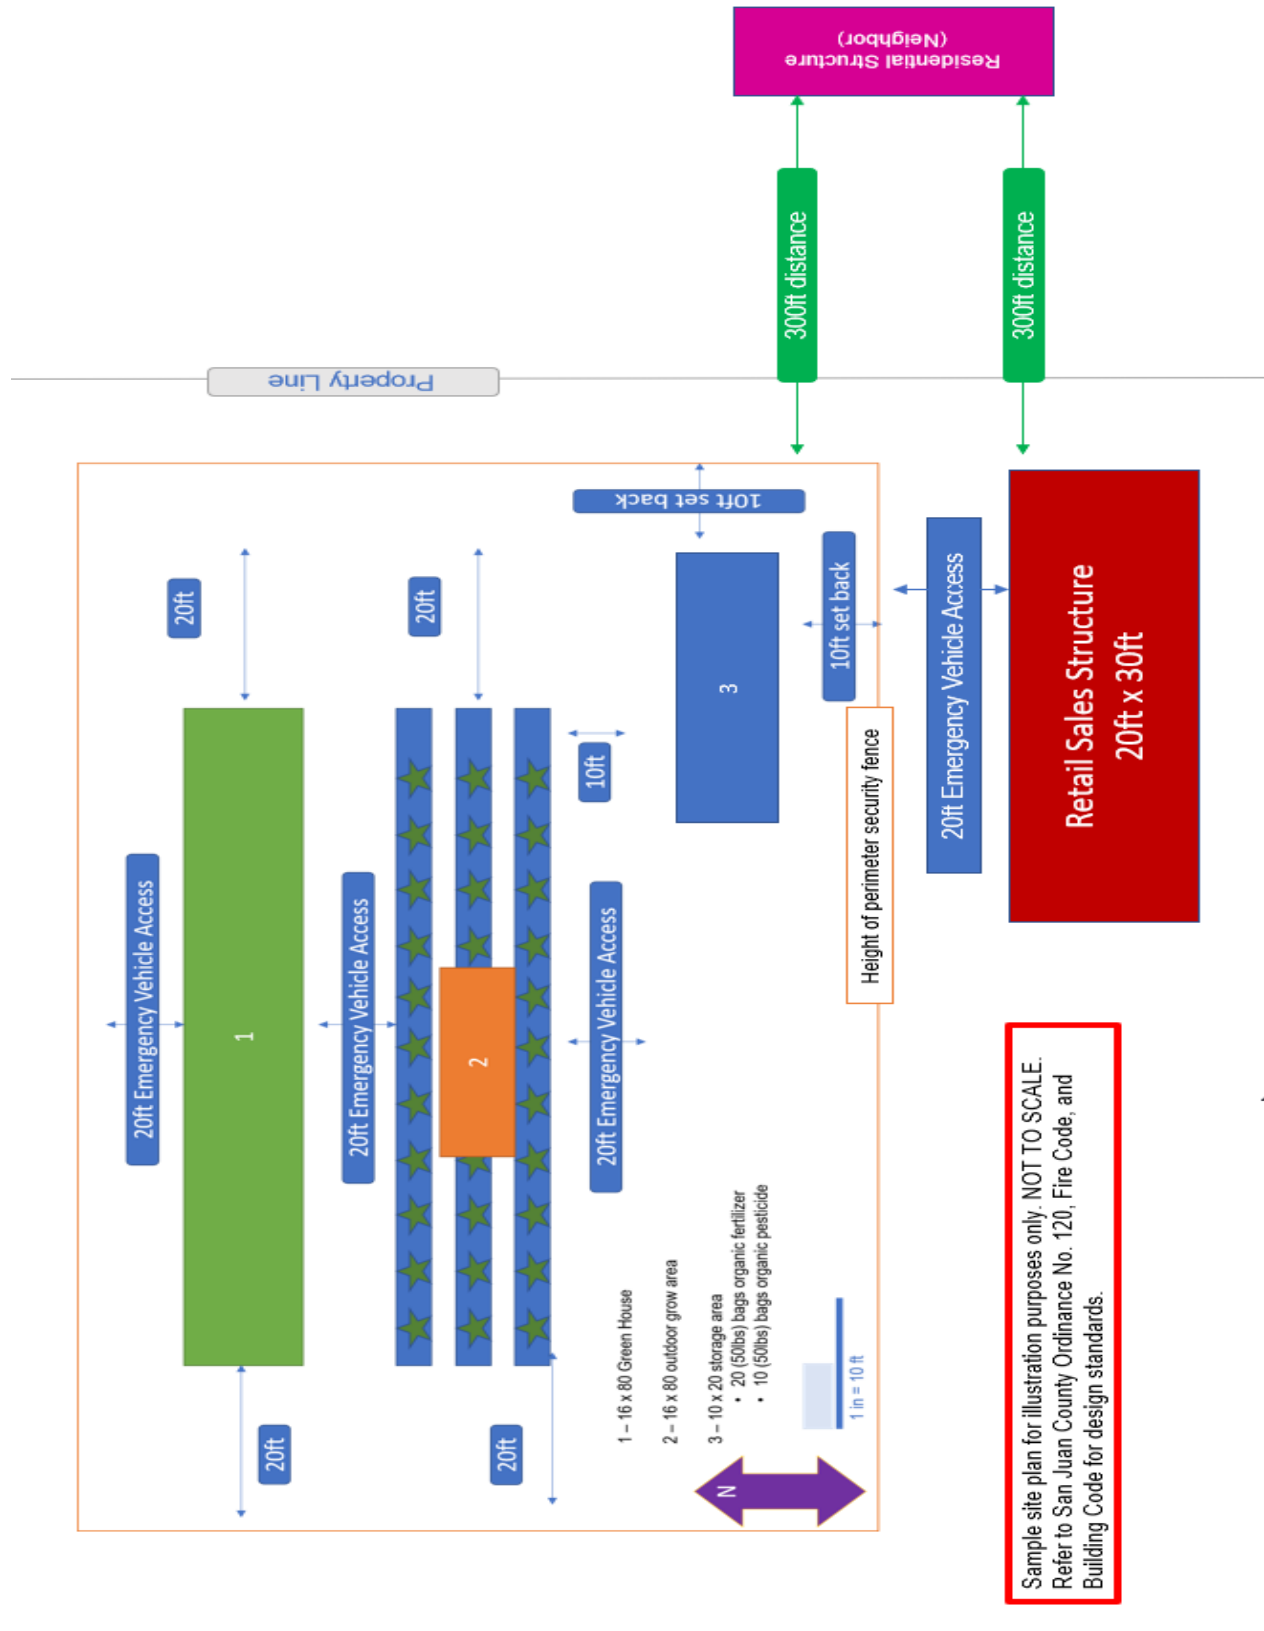 Residential Structure
(Neighbor)
300ft distance
300ft distance
Property Line
10ft set back
20ft
20ft
10ft set back
20ft Emergency Vehicle Access
3
Retail Sales Structure
20ft x 30ft
10ft
Height of perimeter security fence
20ft Emergency Vehicle Access
20ft Emergency Vehicle Access
20ft Emergency Vehicle Access
1
2
1 – 16 x 80 Green House
2 – 16 x 80 outdoor grow area
3 – 10 x 20 storage area
• 20 (50lbs) bags organic fertilizer
• 10 (50lbs) bags organic pesticide
1 in = 10 ft
20ft
20ft
N
Sample site plan for illustration purposes only. NOT TO SCALE.
Refer to San Juan County Ordinance No. 120, Fire Code, and
Building Code for design standards.